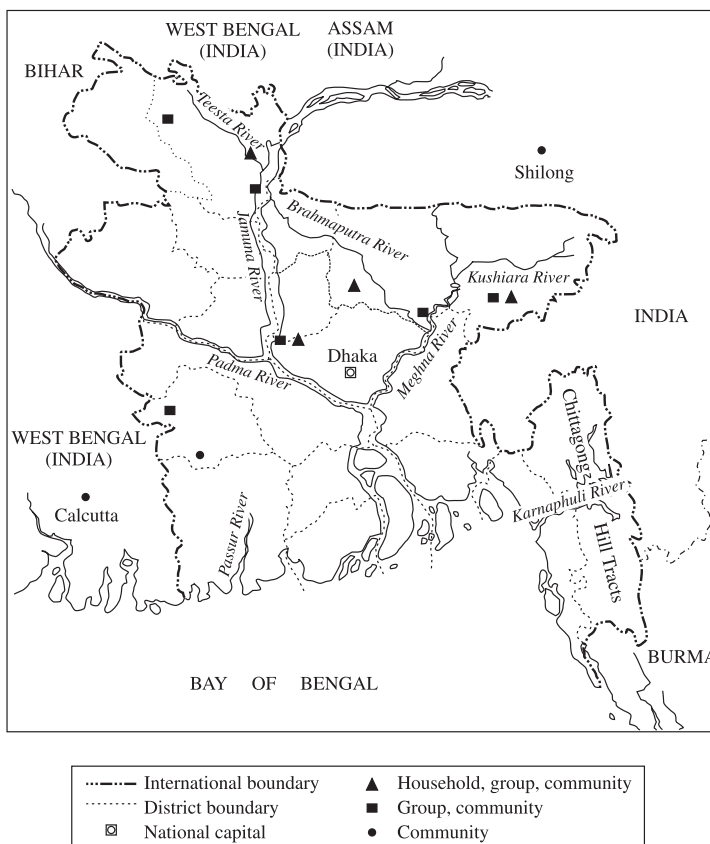 WEST BENGAL
(INDIA)
ASSAM
(INDIA)
BIHAR
Teesta River
Shilong
Jamuna River
Brahmaputra River
Kushiara River
INDIA
Meghna River
Dhaka
Padma River
WEST BENGAL
(INDIA)
Calcutta
Passur River
Chittagong
Karnaphuli River
Hill Tracts
BURMA
BAY OF BENGAL
International boundary
District boundary
National capital
Household, group, community
Group, community
Community